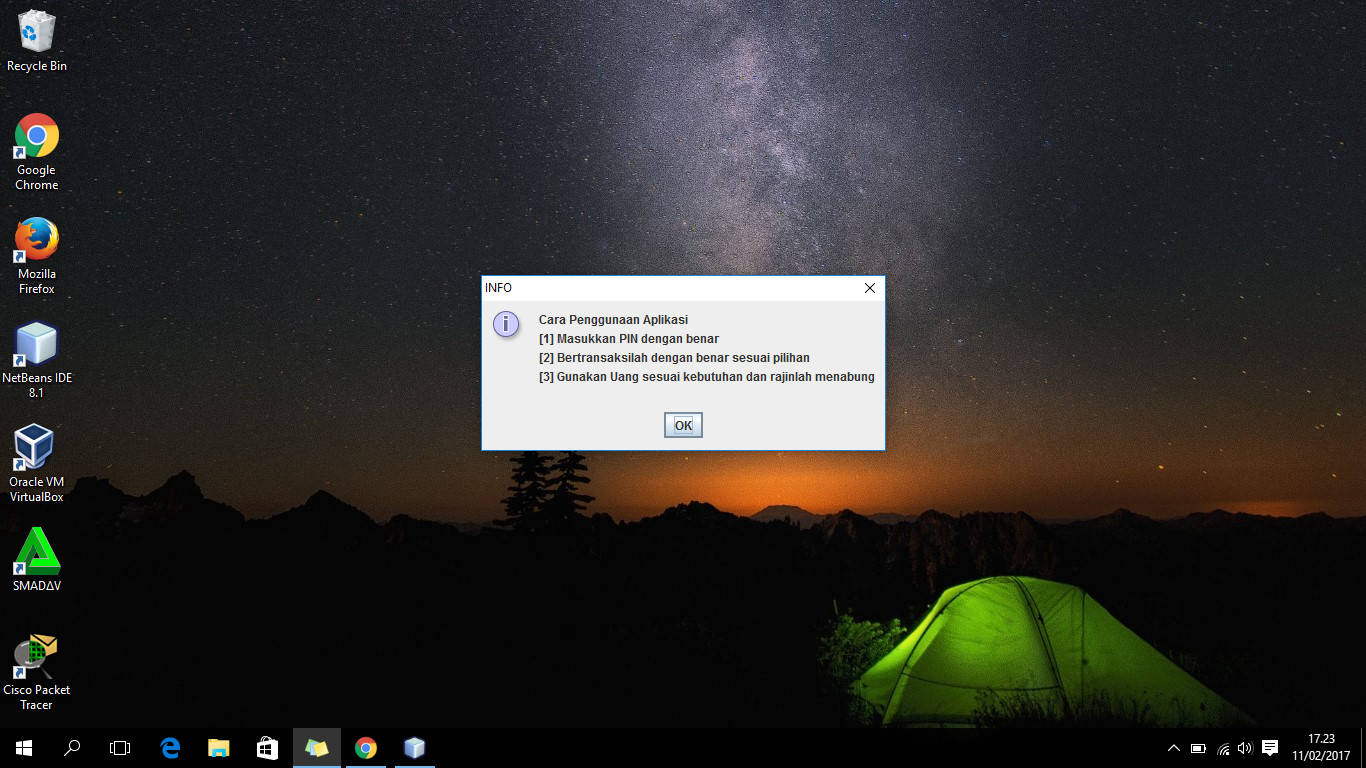 Recycle Bin
Google
Chrome
Mozilla
Firefox
NetBeans IDE
8.1
Oracle VM
VirtualBox
SMADΔV
Cisco Packet
Tracer
INFO
Cara Penggunaan Aplikasi
[1] Masukkan PIN dengan benar
[2] Bertransaksilah dengan benar sesuai pilihan
[3] Gunakan Uang sesuai kebutuhan dan rajinlah menabung
OK
17.23
11/02/2017